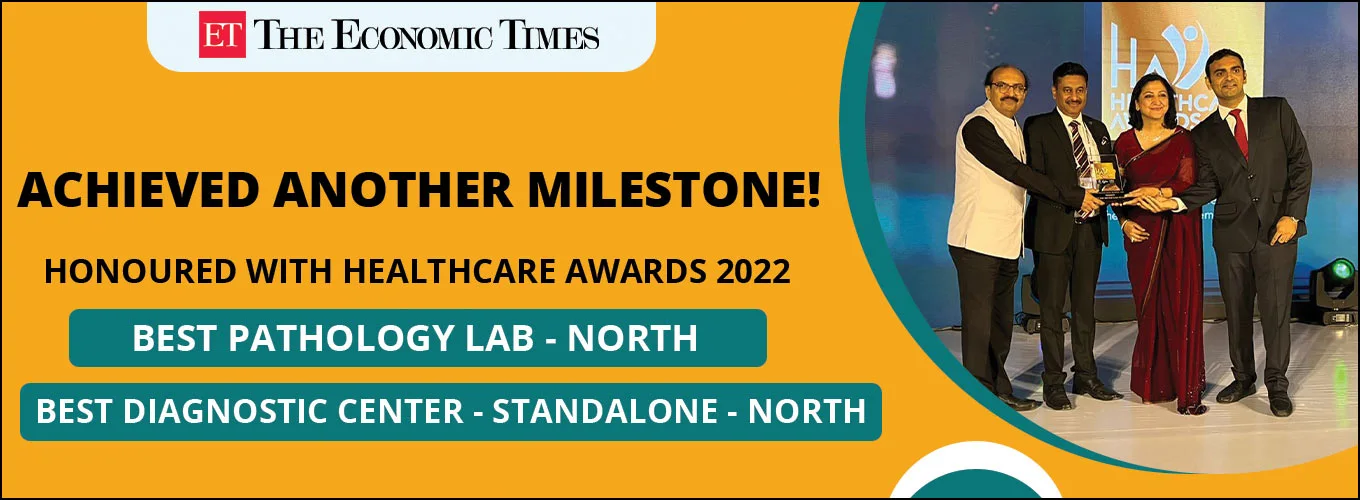 ET THE ECONOMIC TIMES
ACHIEVED ANOTHER MILESTONE!
HONOURED WITH HEALTHCARE AWARDS 2022
BEST PATHOLOGY LAB - NORTH
BEST DIAGNOSTIC CENTER - STANDALONE - NORTH